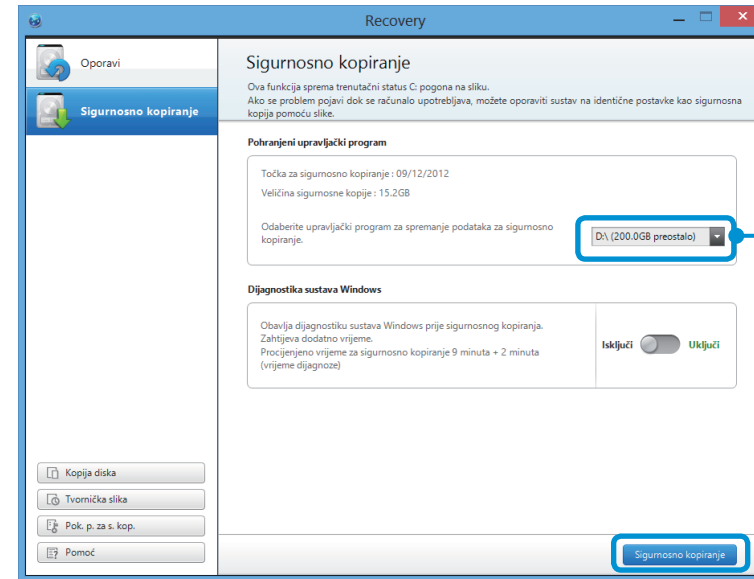 Recovery
Oporavi
Sigurnosno kopiranje
Sigurnosno kopiranje
Ova funkcija sprema trenutačni status C: pogona na sliku.
Ako se problem pojavi dok se računalo upotrebljava, možete oporaviti sustav na identične postavke kao sigurnosna
kopija pomoću slike.
Pohranjeni upravljački program
Točka za sigurnosno kopiranje : 09/12/2012
Veličina sigurnosne kopije : 15.2GB
Odaberite upravljački program za spremanje podataka za sigurnosno
kopiranje.
D:\ (200.0GB preostalo)
Dijagnostika sustava Windows
Obavlja dijagnostiku sustava Windows prije sigurnosnog kopiranja.
Zahtijeva dodatno vrijeme.
Procijenjeno vrijeme za sigurnosno kopiranje 9 minuta + 2 minuta
(vrijeme dijagnoze)
Isključi Uključi
Kopija diska
Tvornička slika
Pok. p. za s. kop.
Pomoć
Sigurnosno kopiranje